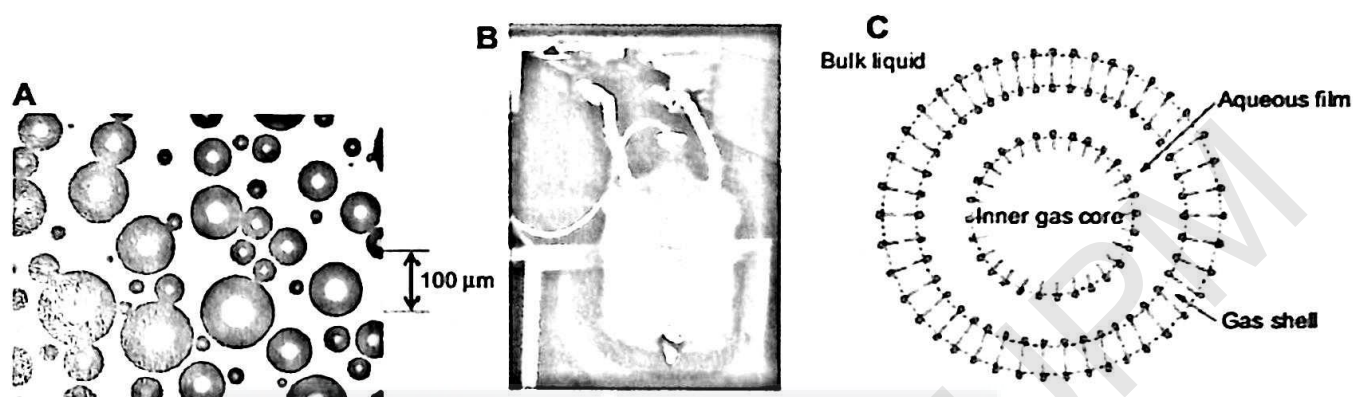 A
100 µm
B
C
Bulk liquid
Aqueous film
Inner gas core
Gas shell